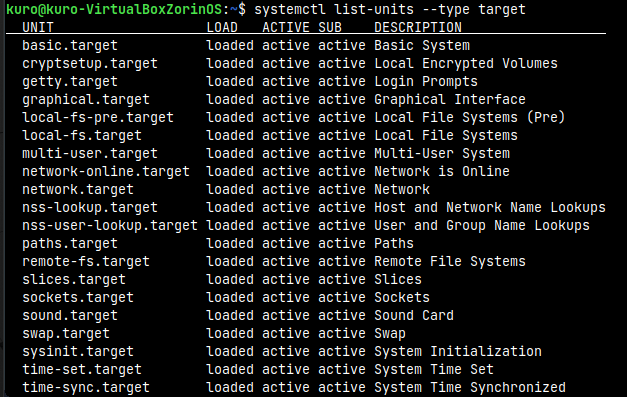 kuro@kuro-VirtualBoxZorinOS:~$ systemctl list-units --type target
UNIT LOAD ACTIVE SUB DESCRIPTION
basic.target loaded active active Basic System
cryptsetup.target loaded active active Local Encrypted Volumes
getty.target loaded active active Login Prompts
graphical.target loaded active active Graphical Interface
local-fs-pre.target loaded active active Local File Systems (Pre)
local-fs.target loaded active active Local File Systems
multi-user.target loaded active active Multi-User System
network-online.target loaded active active Network is Online
network.target loaded active active Network
nss-lookup.target loaded active active Host and Network Name Lookups
nss-user-lookup.target loaded active active User and Group Name Lookups
paths.target loaded active active Paths
remote-fs.target loaded active active Remote File Systems
slices.target loaded active active Slices
sockets.target loaded active active Sockets
sound.target loaded active active Sound Card
swap.target loaded active active Swap
sysinit.target loaded active active System Initialization
time-set.target loaded active active System Time Set
time-sync.target loaded active active System Time Synchronized